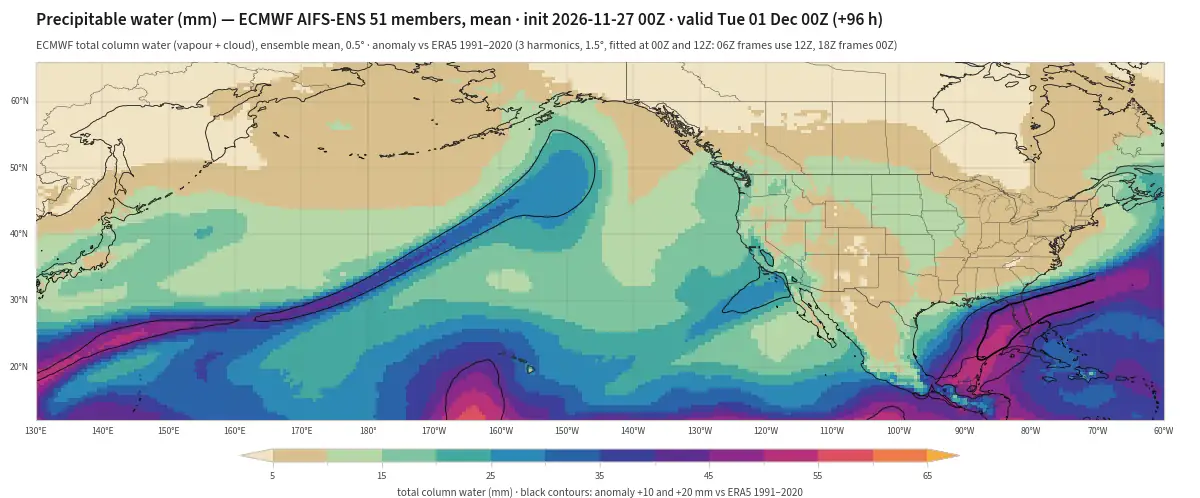 Precipitable water (mm) — ECMWF AIFS-ENS 51 members, mean · init 2026-11-27 00Z · valid Tue 01 Dec 00Z (+96 h)
ECMWF total column water (vapour + cloud), ensemble mean, 0.5° · anomaly vs ERA5 1991–2020 (3 harmonics, 1.5°, fitted at 00Z and 12Z: 06Z frames use 12Z, 18Z frames 00Z)
60°N
50°N
40°N
30°N
20°N
130°E 140°E 150°E 160°E 170°E 180° 170°W 160°W 150°W 140°W 130°W 120°W 110°W 100°W 90°W 80°W 70°W 60°W
5 15 25 35 45 55 65
total column water (mm) · black contours: anomaly +10 and +20 mm vs ERA5 1991–2020